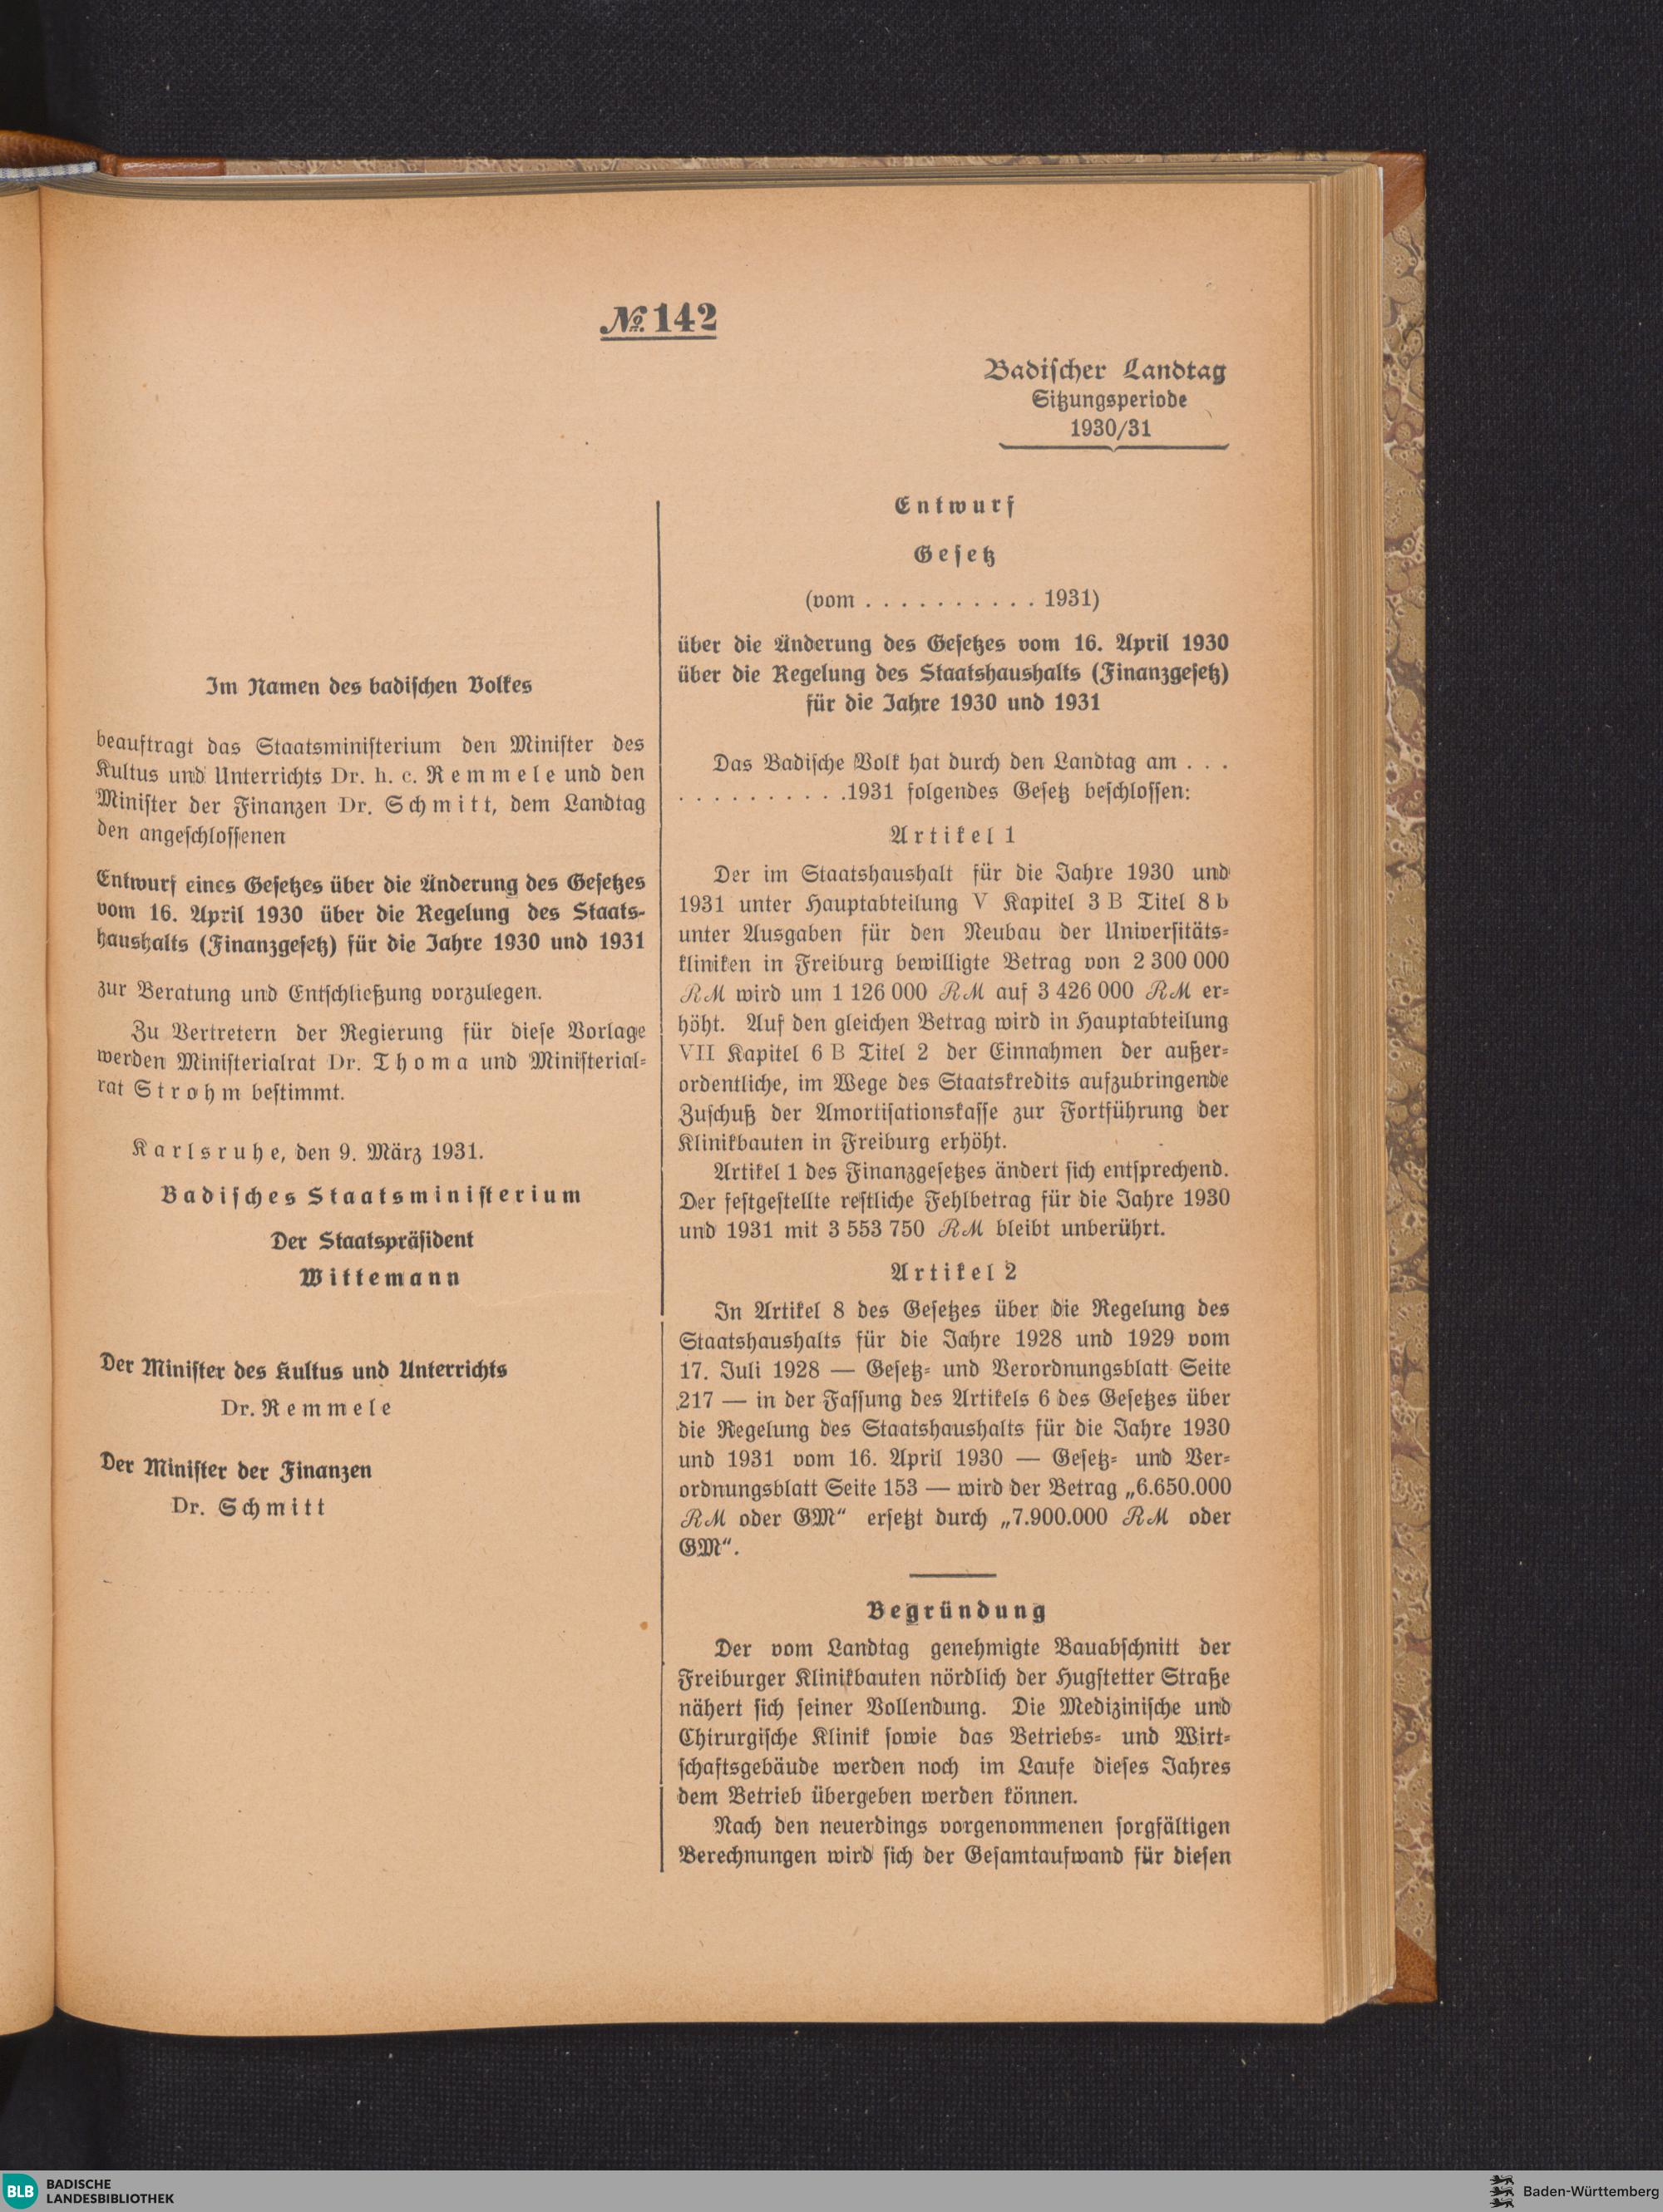 № 142
Badischer Landtag
Sitzungsperiode
1930/31
Im Namen des badischen Volkes
beauftragt das Staatsministerium den Minister des
Kultus und Unterrichts Dr. h. c. Remmele und den
Minister der Finanzen Dr. Schmitt, dem Landtag
den angeschlossenen
Entwurf eines Gesetzes über die Änderung des Gesetzes
vom 16. April 1930 über die Regelung des Staats-
haushalts (Finanzgesetz) für die Jahre 1930 und 1931
zur Beratung und Entschließung vorzulegen.
Zu Vertretern der Regierung für diese Vorlage
werden Ministerialrat Dr. Thoma und Ministerial-
rat Strohm bestimmt.
Karlsruhe, den 9. März 1931.
Badisches Staatsministerium
Der Staatspräsident
Wittemann
Der Minister des Kultus und Unterrichts
Dr. Remmele
Der Minister der Finanzen
Dr. Schmitt
Entwurf
Gesetz
(vom . . . . . . . . . . 1931)
über die Änderung des Gesetzes vom 16. April 1930
über die Regelung des Staatshaushalts (Finanzgesetz)
für die Jahre 1930 und 1931
Das Badische Volk hat durch den Landtag am . . .
. . . . . . . . . .1931 folgendes Gesetz beschlossen:
Artikel 1
Der im Staatshaushalt für die Jahre 1930 und
1931 unter Hauptabteilung V Kapitel 3 B Titel 8 b
unter Ausgaben für den Neubau der Universitäts-
kliniken in Freiburg bewilligte Betrag von 2 300 000
RM wird um 1 126 000 RM auf 3 426 000 RM er-
höht. Auf den gleichen Betrag wird in Hauptabteilung
VII Kapitel 6 B Titel 2 der Einnahmen der außer-
ordentliche, im Wege des Staatskredits aufzubringende
Zuschuß der Amortisationskasse zur Fortführung der
Klinikbauten in Freiburg erhöht.
Artikel 1 des Finanzgesetzes ändert sich entsprechend.
Der festgestellte restliche Fehlbetrag für die Jahre 1930
und 1931 mit 3 553 750 RM bleibt unberührt.
Artikel 2
In Artikel 8 des Gesetzes über die Regelung des
Staatshaushalts für die Jahre 1928 und 1929 vom
17. Juli 1928 — Gesetz- und Verordnungsblatt Seite
217 — in der Fassung des Artikels 6 des Gesetzes über
die Regelung des Staatshaushalts für die Jahre 1930
und 1931 vom 16. April 1930 — Gesetz- und Ver-
ordnungsblatt Seite 153 — wird der Betrag „6.650.000
RM oder GM“ ersetzt durch „7.900.000 RM oder
GM“.
Begründung
Der vom Landtag genehmigte Bauabschnitt der
Freiburger Klinikbauten nördlich der Hugstetter Straße
nähert sich seiner Vollendung. Die Medizinische und
Chirurgische Klinik sowie das Betriebs- und Wirt-
schaftsgebäude werden noch im Laufe dieses Jahres
dem Betrieb übergeben werden können.
Nach den neuerdings vorgenommenen sorgfältigen
Berechnungen wird sich der Gesamtaufwand für diesen
BLB BADISCHE
LANDESBIBLIOTHEK
Baden-Württemberg